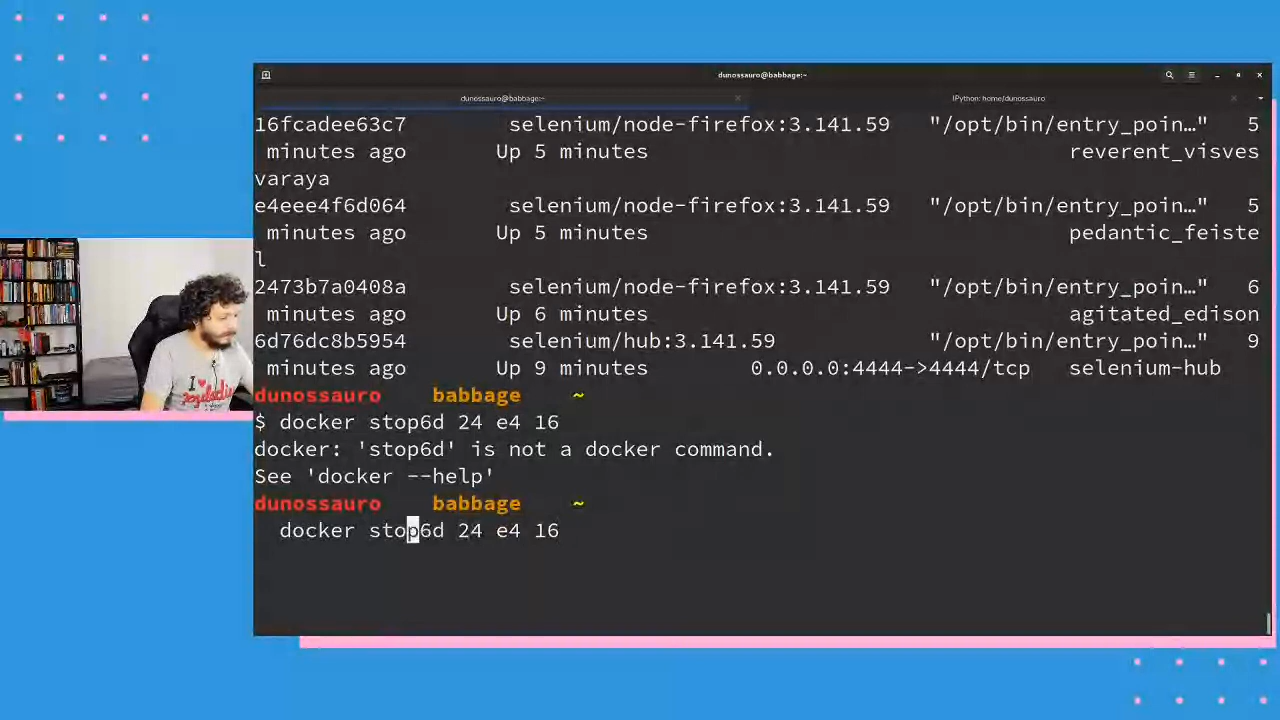 dunossauro@babbage:~
dunossauro@babbage:~
IPython: home/dunossauro
16fcadee63c7 selenium/node-firefox:3.141.59 "/opt/bin/entry_poin…" 5
minutes ago Up 5 minutes reverent_visves
varaya
e4eee4f6d064 selenium/node-firefox:3.141.59 "/opt/bin/entry_poin…" 5
minutes ago Up 5 minutes pedantic_feiste
l
2473b7a0408a selenium/node-firefox:3.141.59 "/opt/bin/entry_poin…" 6
minutes ago Up 6 minutes agitated_edison
6d76dc8b5954 selenium/hub:3.141.59 "/opt/bin/entry_poin…" 9
minutes ago Up 9 minutes 0.0.0.0:4444->4444/tcp selenium-hub
dunossauro babbage ~
$ docker stop6d 24 e4 16
docker: 'stop6d' is not a docker command.
See 'docker --help'
dunossauro babbage ~
docker stop6d 24 e4 16